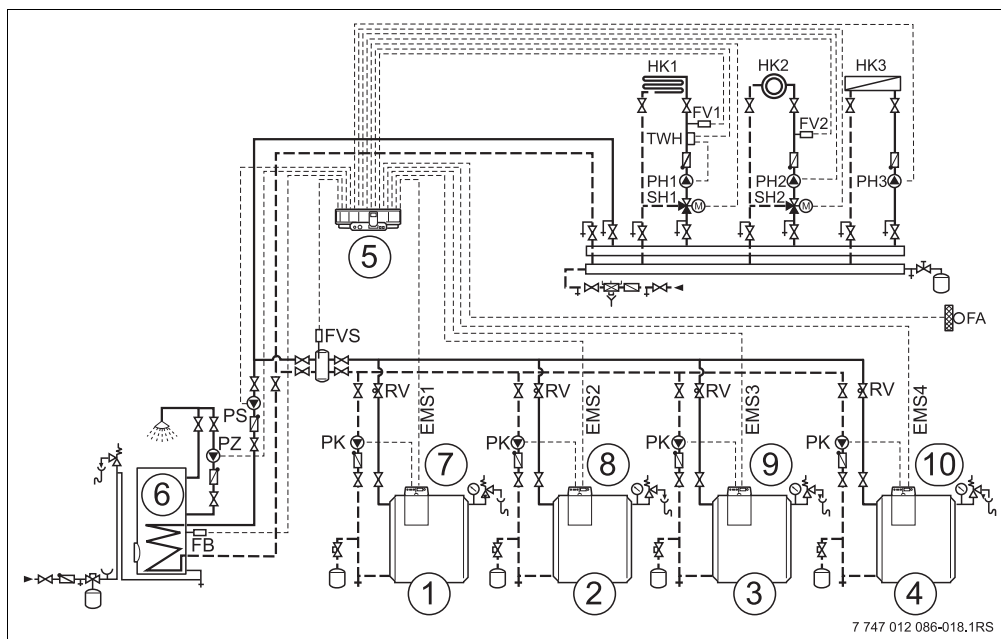 HK1
HK2
HK3
FV1
TWH
FV2
PH1
PH2
PH3
SH1
M
SH2
M
5
FA
FVS
PS
PZ
6
FB
RV
EMS1
RV
EMS2
RV
EMS3
RV
EMS4
PK
PK
PK
PK
7
8
9
10
1
2
3
4
7 747 012 086-018.1RS